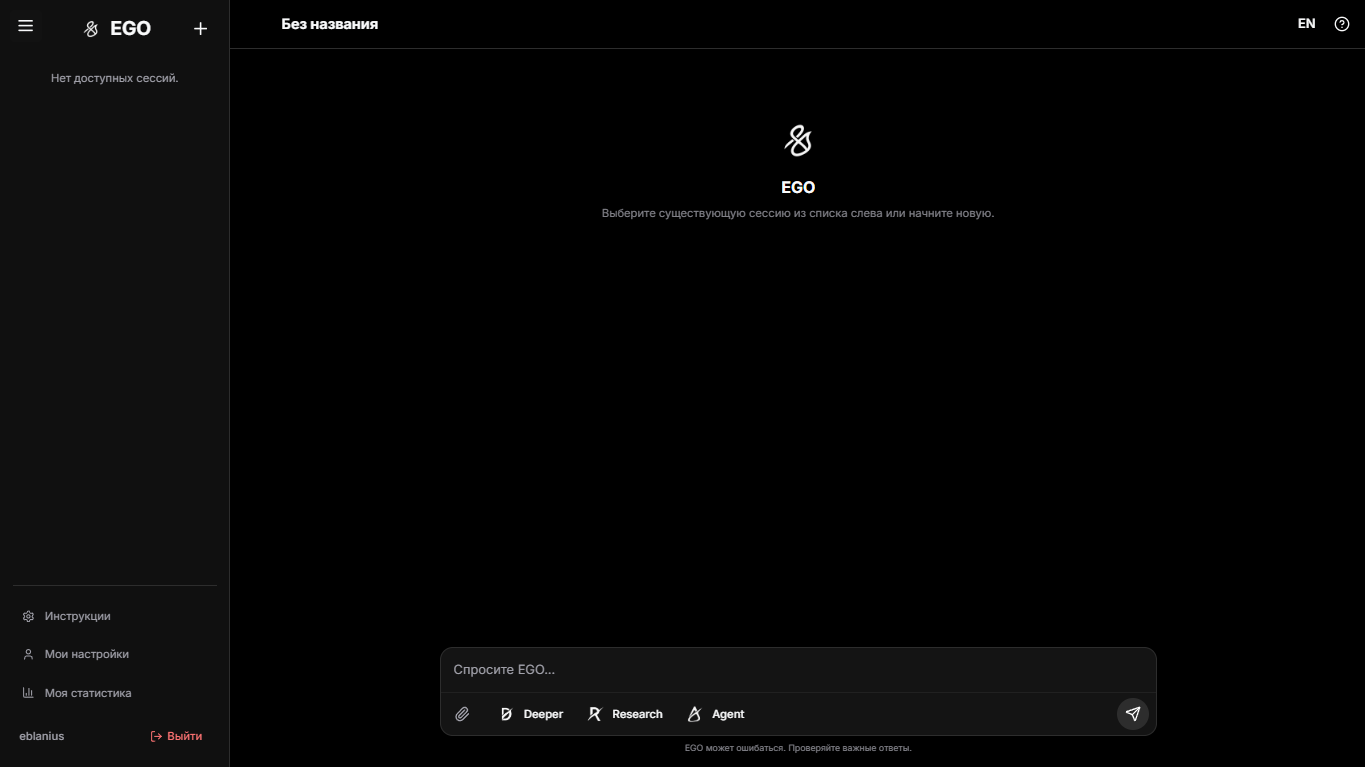 EGO
Нет доступных сессий.
Инструкции
Мои настройки
Моя статистика
eblanius
Выйти
Без названия
EN
EGO
Выберите существующую сессию из списка слева или начните новую.
Спросите EGO...
Deeper
Research
Agent
EGO может ошибаться. Проверяйте важные ответы.